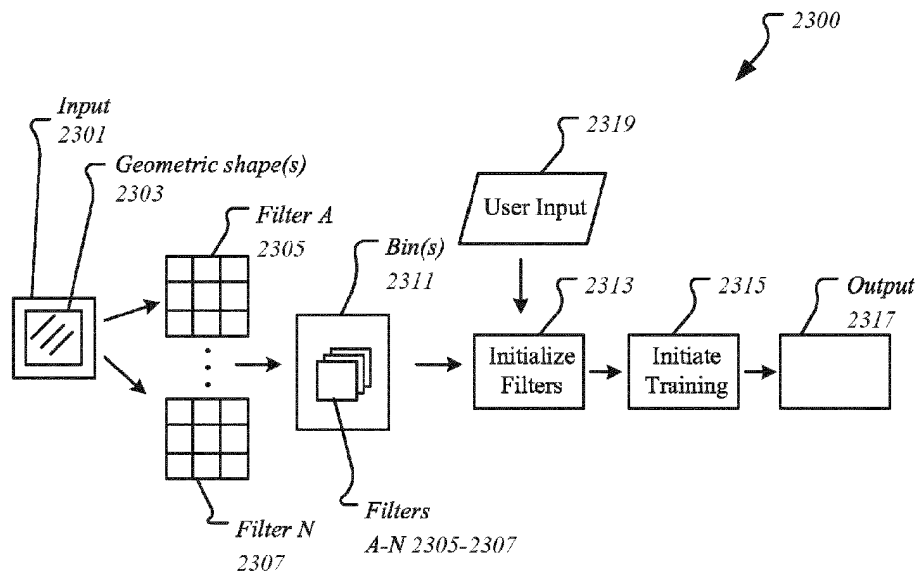 2300
Input
2301
Geometric shape(s)
2303
Filter A
2305
Bin(s)
2311
2319
User Input
2313
2315
Output
2317
Initialize
Filters
Initiate
Training
Filter N
2307
Filters
A-N 2305-2307